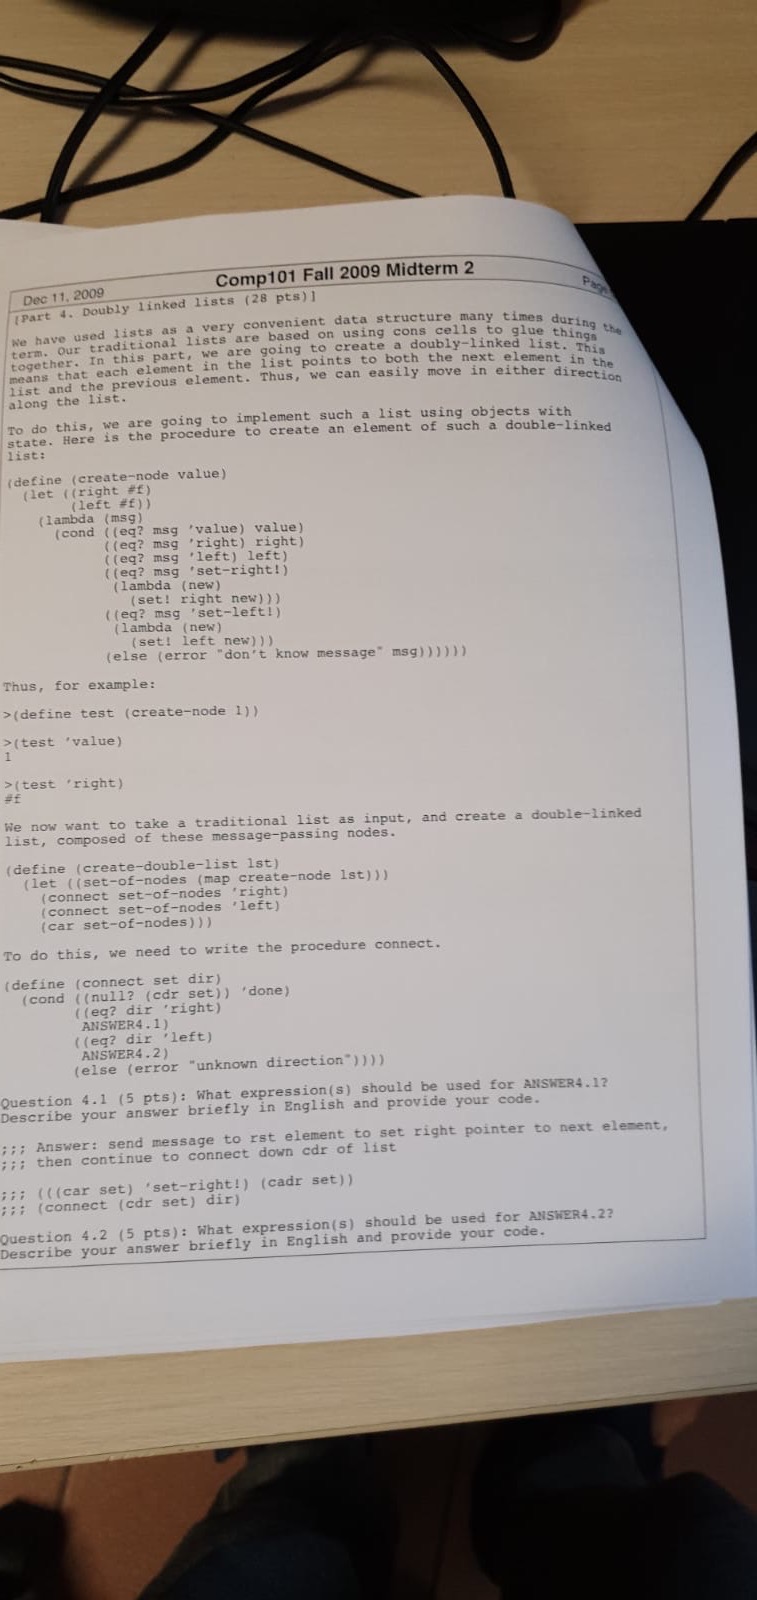 Dec 11, 2009
Comp101 Fall 2009 Midterm 2
Page
[Part 4. Doubly linked lists (28 pts)]
We have used lists as a very convenient data structure many times during the
term. Our traditional lists are based on using cons cells to glue things
together. In this part, we are going to create a doubly-linked list. This
means that each element in the list points to both the next element in the
list and the previous element. Thus, we can easily move in either direction
along the list.
To do this, we are going to implement such a list using objects with
state. Here is the procedure to create an element of such a double-linked
list:
(define (create-node value)
(let ((right #f)
(left #f))
(lambda (msg)
(cond ((eq? msg 'value) value)
((eq? msg 'right) right)
((eq? msg 'left) left)
((eq? msg 'set-right!)
(lambda (new)
(set! right new)))
((eq? msg 'set-left!)
(lambda (new)
(set! left new)))
(else (error "don't know message" msg))))))
Thus, for example:
>(define test (create-node 1))
>(test 'value)
1
>(test 'right)
#f
We now want to take a traditional list as input, and create a double-linked
list, composed of these message-passing nodes.
(define (create-double-list lst)
(let ((set-of-nodes (map create-node lst)))
(connect set-of-nodes 'right)
(connect set-of-nodes 'left)
(car set-of-nodes)))
To do this, we need to write the procedure connect.
(define (connect set dir)
(cond ((null? (cdr set)) 'done)
((eq? dir 'right)
ANSWER4.1)
((eq? dir 'left)
ANSWER4.2)
(else (error "unknown direction"))))
Question 4.1 (5 pts): What expression(s) should be used for ANSWER4.1?
Describe your answer briefly in English and provide your code.
;;; Answer: send message to rst element to set right pointer to next element,
;;; then continue to connect down cdr of list
;;; (((car set) 'set-right!) (cadr set))
;;; (connect (cdr set) dir)
Question 4.2 (5 pts): What expression(s) should be used for ANSWER4.2?
Describe your answer briefly in English and provide your code.